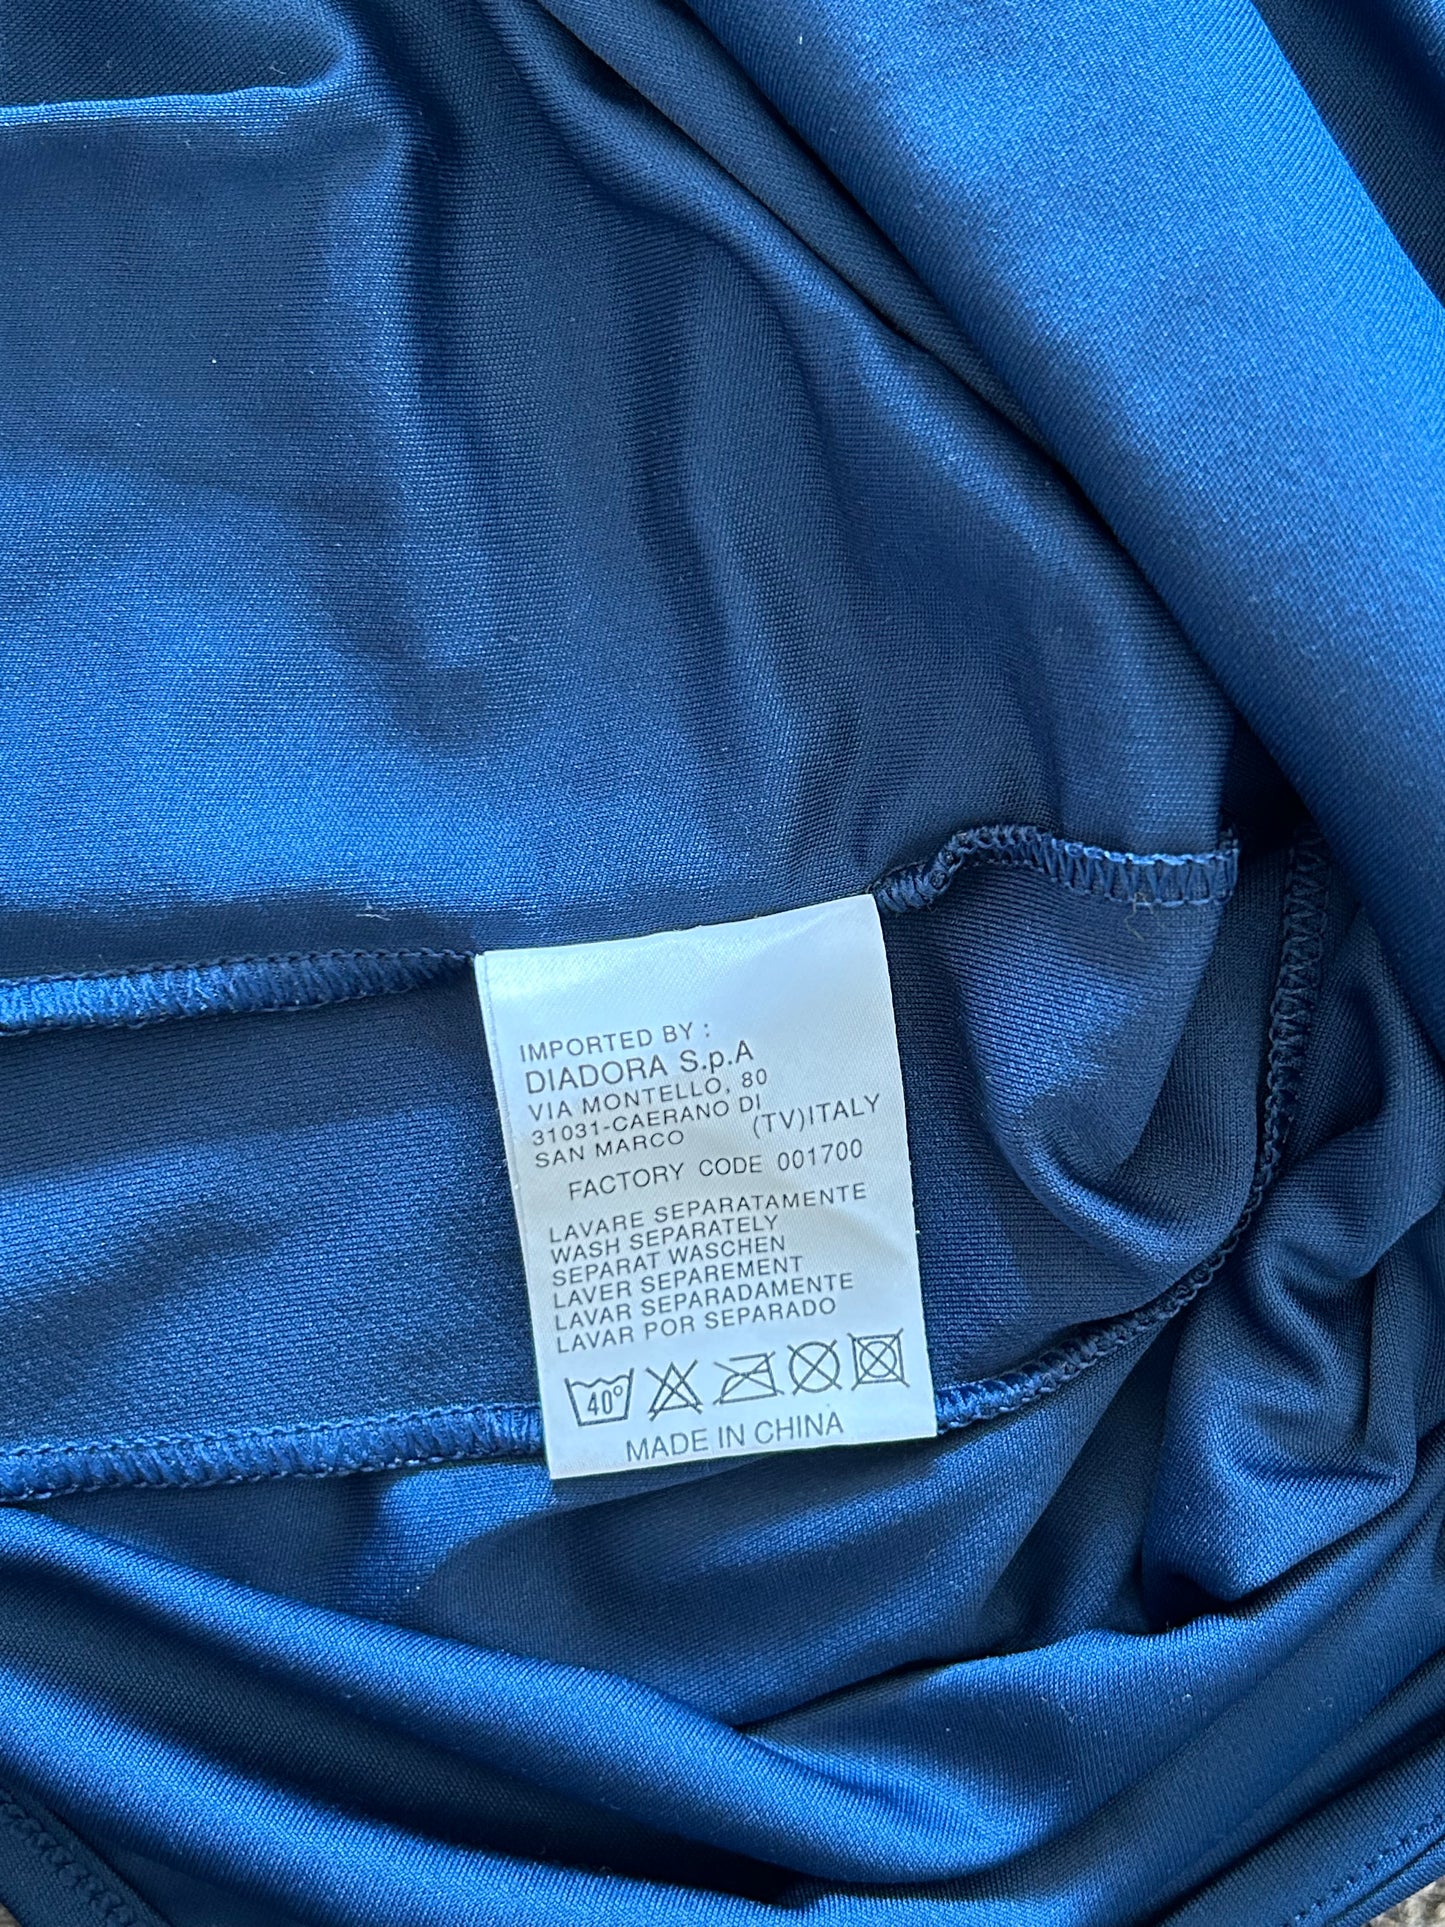 IMPORTED BY :
DIADORA S.p.A
VIA MONTELLO, 80
31031-CAERANO DI
SAN MARCO (TV)ITALY
FACTORY CODE 001700
LAVARE SEPARATAMENTE
WASH SEPARATELY
SEPARAT WASCHEN
LAVER SEPAREMENT
LAVAR SEPARADAMENTE
LAVAR POR SEPARADO
40°
MADE IN CHINA